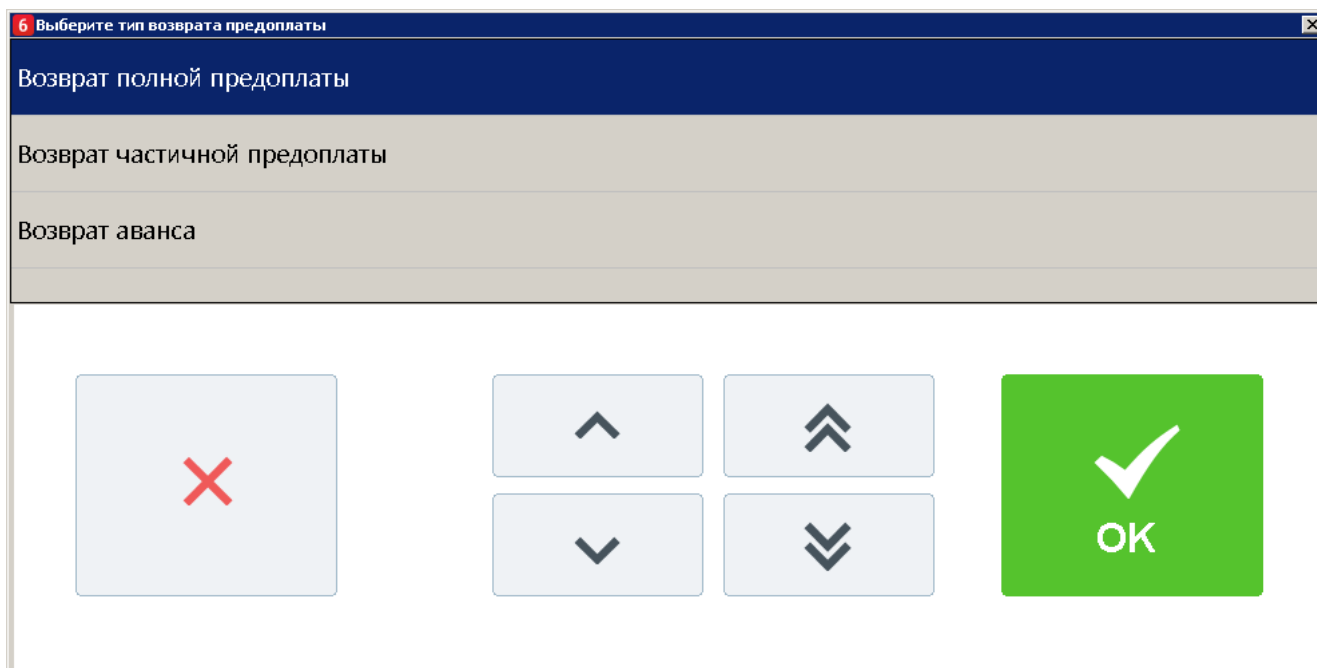 6 Выберите тип возврата предоплаты
Возврат полной предоплаты
Возврат частичной предоплаты
Возврат аванса
OK